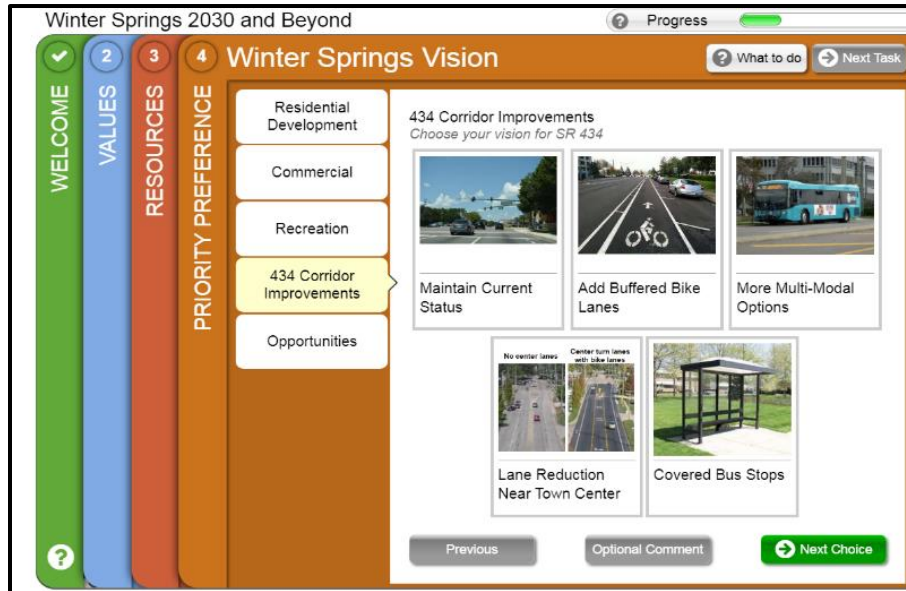 Winter Springs 2030 and Beyond
? Progress
WELCOME
?
2
VALUES
3
RESOURCES
4
PRIORITY PREFERENCE
Winter Springs Vision
? What to do
Next Task
Residential
Development
Commercial
Recreation
434 Corridor
Improvements
Opportunities
434 Corridor Improvements
Choose your vision for SR 434
Maintain Current
Status
Add Buffered Bike
Lanes
More Multi-Modal
Options
No center lanes
Center turn lanes
with bike lanes
Lane Reduction
Near Town Center
Covered Bus Stops
Previous
Optional Comment
Next Choice